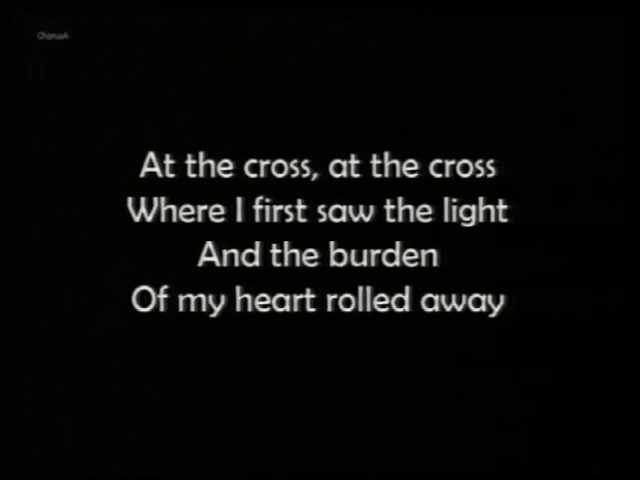 ChorusA
At the cross, at the cross
Where I first saw the light
And the burden
Of my heart rolled away